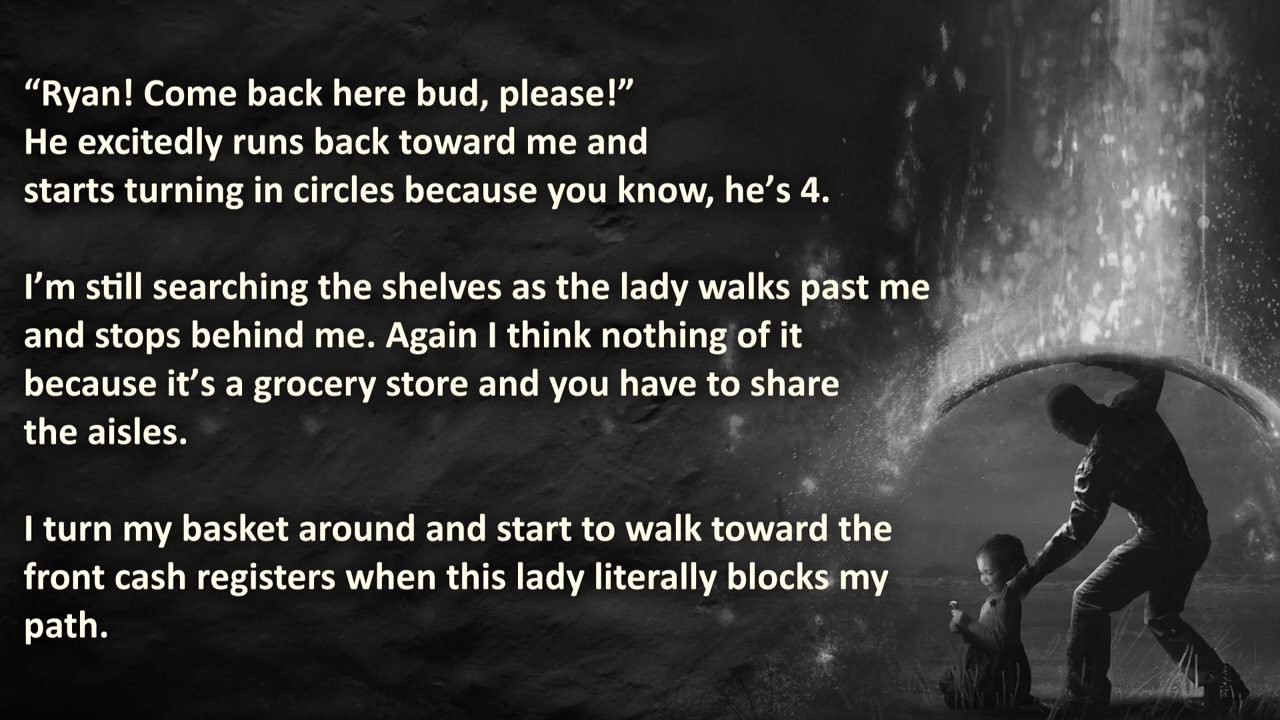 “Ryan! Come back here bud, please!”
He excitedly runs back toward me and
starts turning in circles because you know, he’s 4.
I’m still searching the shelves as the lady walks past me
and stops behind me. Again I think nothing of it
because it’s a grocery store and you have to share
the aisles.
I turn my basket around and start to walk toward the
front cash registers when this lady literally blocks my
path.